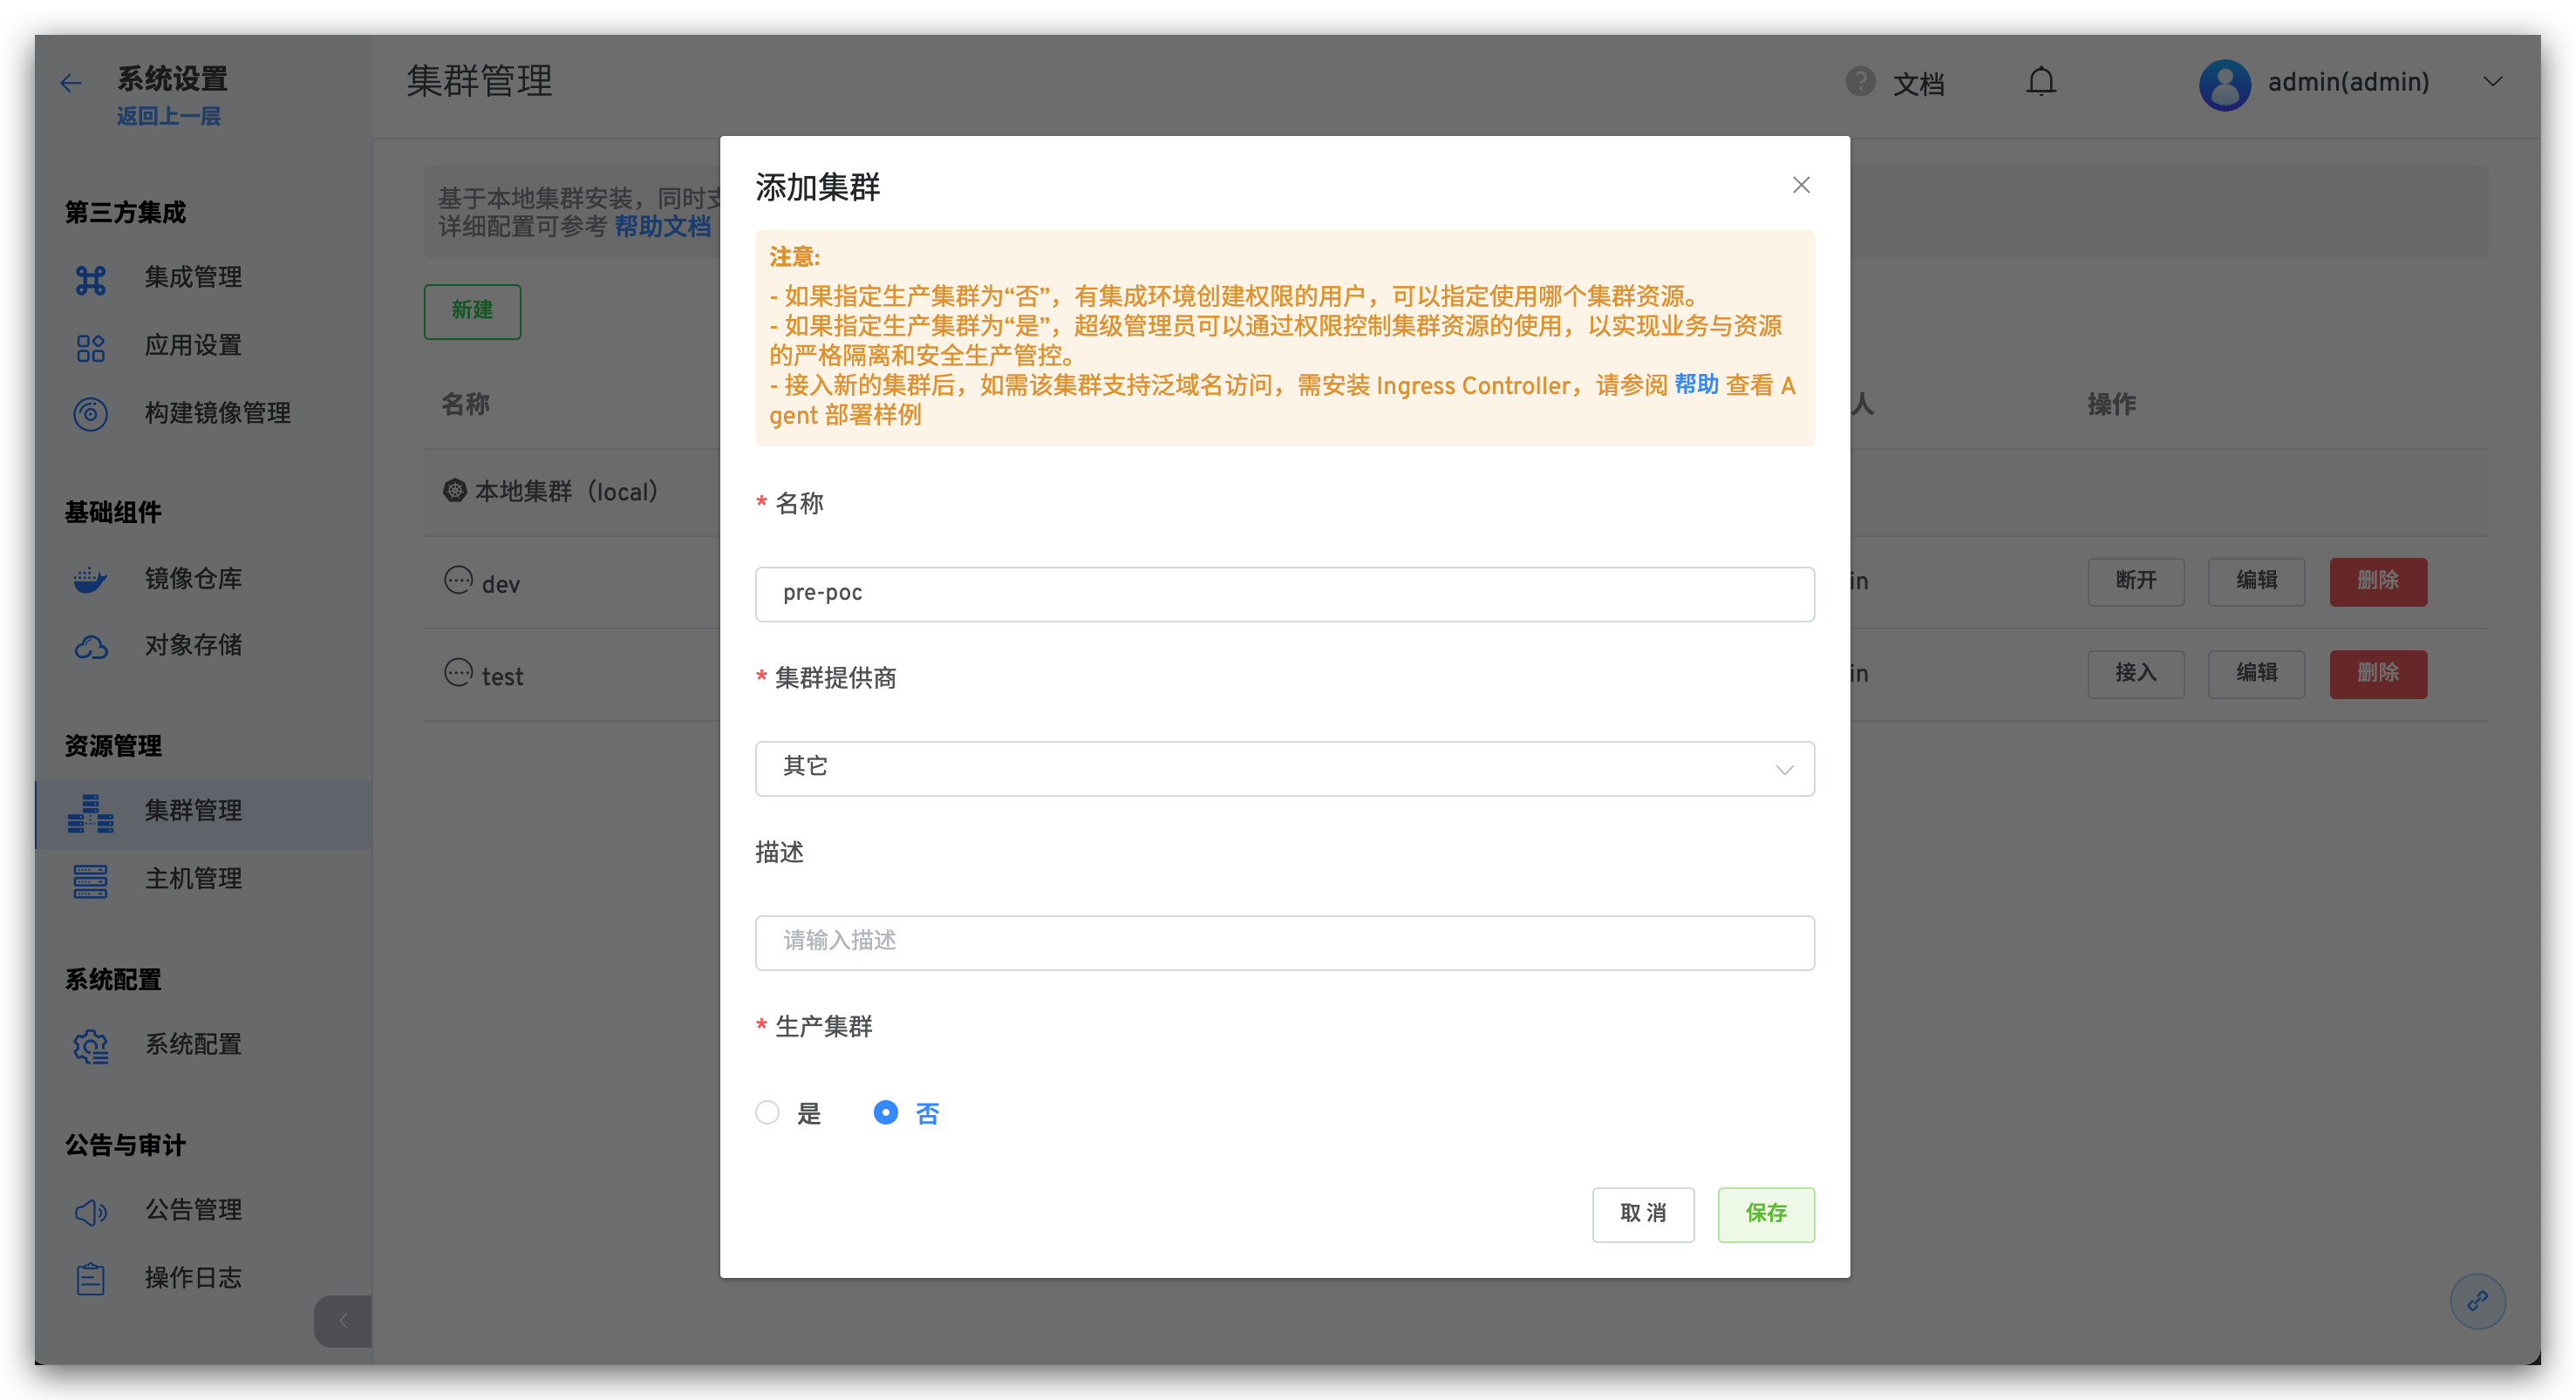 系统设置
返回上一层
集群管理
文档
admin(admin)
第三方集成
集成管理
应用设置
构建镜像管理
基础组件
镜像仓库
对象存储
资源管理
集群管理
主机管理
系统配置
系统配置
公告与审计
公告管理
操作日志
基于本地集群安装，同时支
详细配置可参考 帮助文档
新建
名称
人
操作
本地集群（local）
dev
in
断开
编辑
删除
test
in
接入
编辑
删除
添加集群
注意:
- 如果指定生产集群为“否”，有集成环境创建权限的用户，可以指定使用哪个集群资源。
- 如果指定生产集群为“是”，超级管理员可以通过权限控制集群资源的使用，以实现业务与资源
的严格隔离和安全生产管控。
- 接入新的集群后，如需该集群支持泛域名访问，需安装 Ingress Controller，请参阅 帮助 查看 A
gent 部署样例
* 名称
pre-poc
* 集群提供商
其它
描述
请输入描述
* 生产集群
是
否
取 消
保存